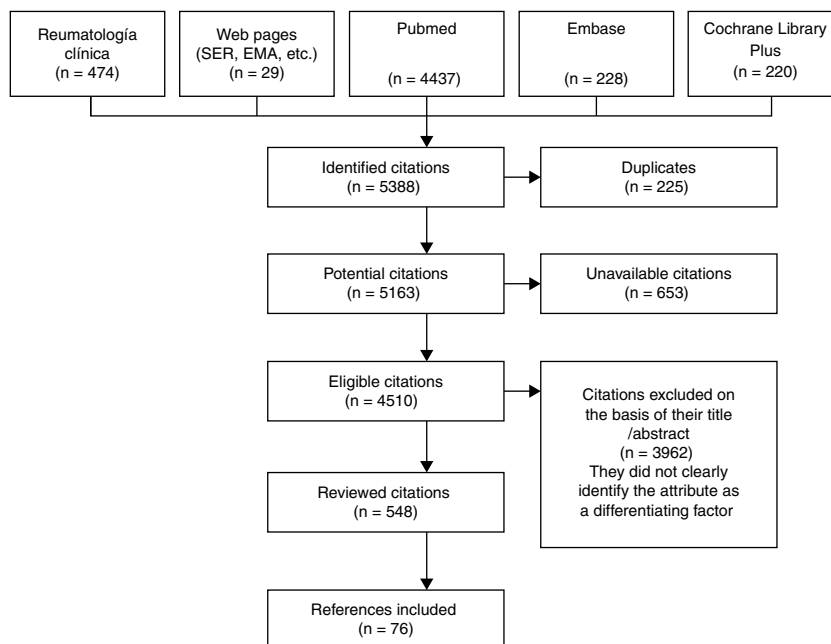 Reumatología
clínica
(n = 474)
Web pages
(SER, EMA, etc.)
(n = 29)
Pubmed
(n = 4437)
Embase
(n = 228)
Cochrane Library
Plus
(n = 220)
Identified citations
(n = 5388)
Duplicates
(n = 225)
Potential citations
(n = 5163)
Unavailable citations
(n = 653)
Eligible citations
(n = 4510)
Citations excluded on
the basis of their title
/abstract
(n = 3962)
They did not clearly
identify the attribute as
a differentiating factor
Reviewed citations
(n = 548)
References included
(n = 76)